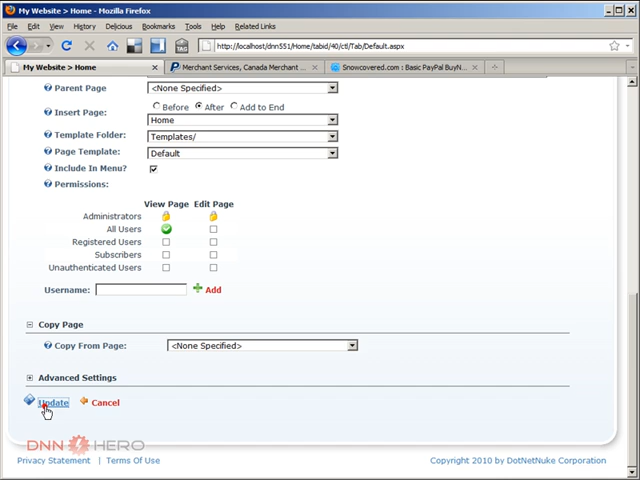 My Website > Home - Mozilla Firefox
File Edit View History Delicious Bookmarks Tools Help Related Links
http://localhost/dnn551/Home/tabid/40/ctl/Tab/Default.aspx
My Website > Home
Merchant Services, Canada Merchant ...
Snowcovered.com : Basic PayPal BuyN...
Parent Page <None Specified>
Insert Page: Before After Add to End
Home
Template Folder: Templates/
Page Template: Default
Include In Menu?
Permissions:
View Page Edit Page
Administrators
All Users
Registered Users
Subscribers
Unauthenticated Users
Username: Add
Copy Page
Copy From Page: <None Specified>
Advanced Settings
Update Cancel
DNN HERO
Privacy Statement | Terms Of Use
Copyright 2010 by DotNetNuke Corporation